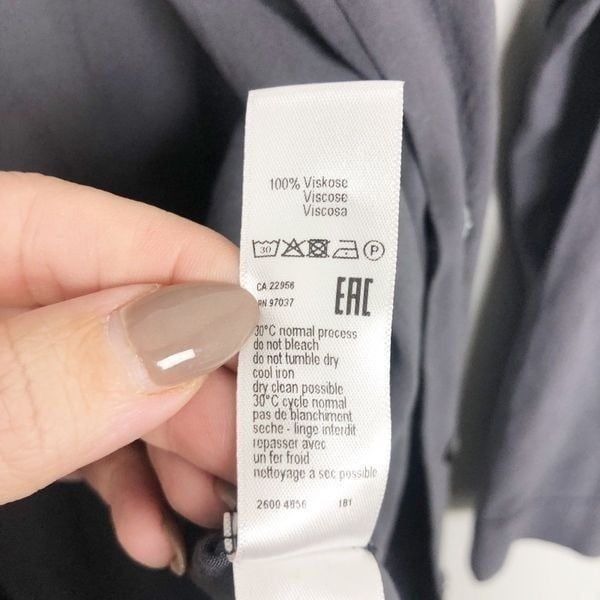 100% Viskose
Viscose
Viscosa
30 P
CA 22956
RN 97037
EAC
30°C normal process
do not bleach
do not tumble dry
cool iron
dry clean possible
30°C cycle normal
pas de blanchiment
seche - linge interdit
repasser avec
un fer froid
nettoyage a sec possible
2600 4856 181